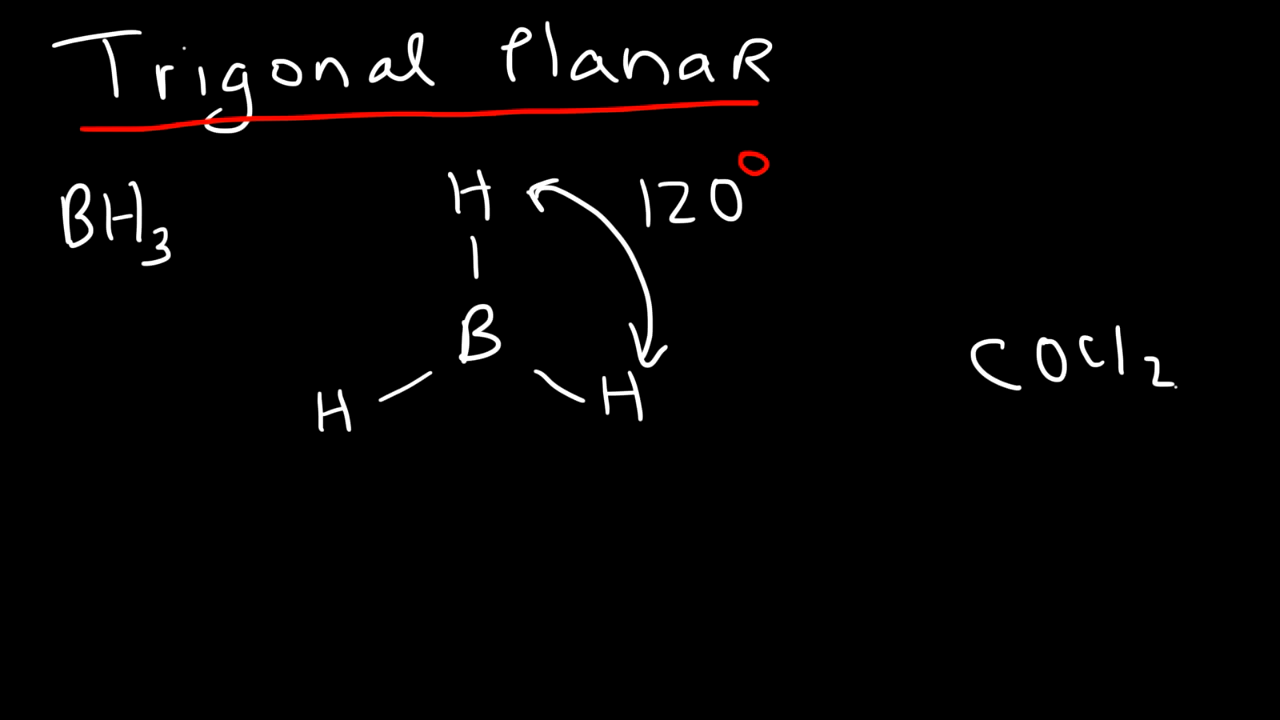 Trigonal Planar
BH₃
H
120°
B
H
H
COCl₂